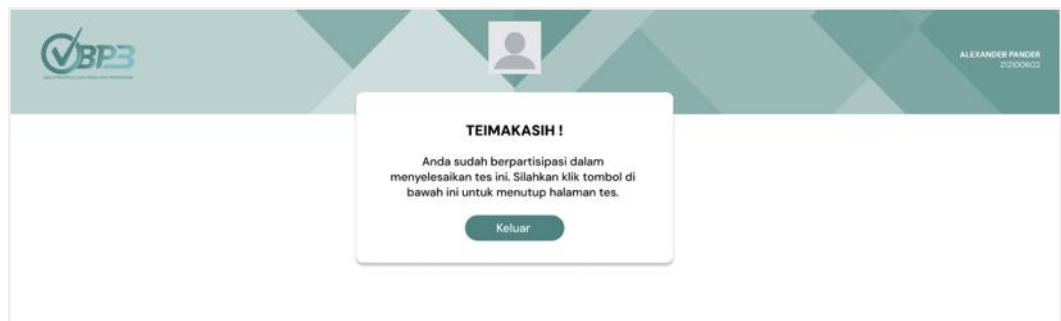 BP3
ALEXANDER PANDER
212100602
TEIMAKASIH !
Anda sudah berpartisipasi dalam
menyelesaikan tes ini. Silahkan klik tombol di
bawah ini untuk menutup halaman tes.
Keluar